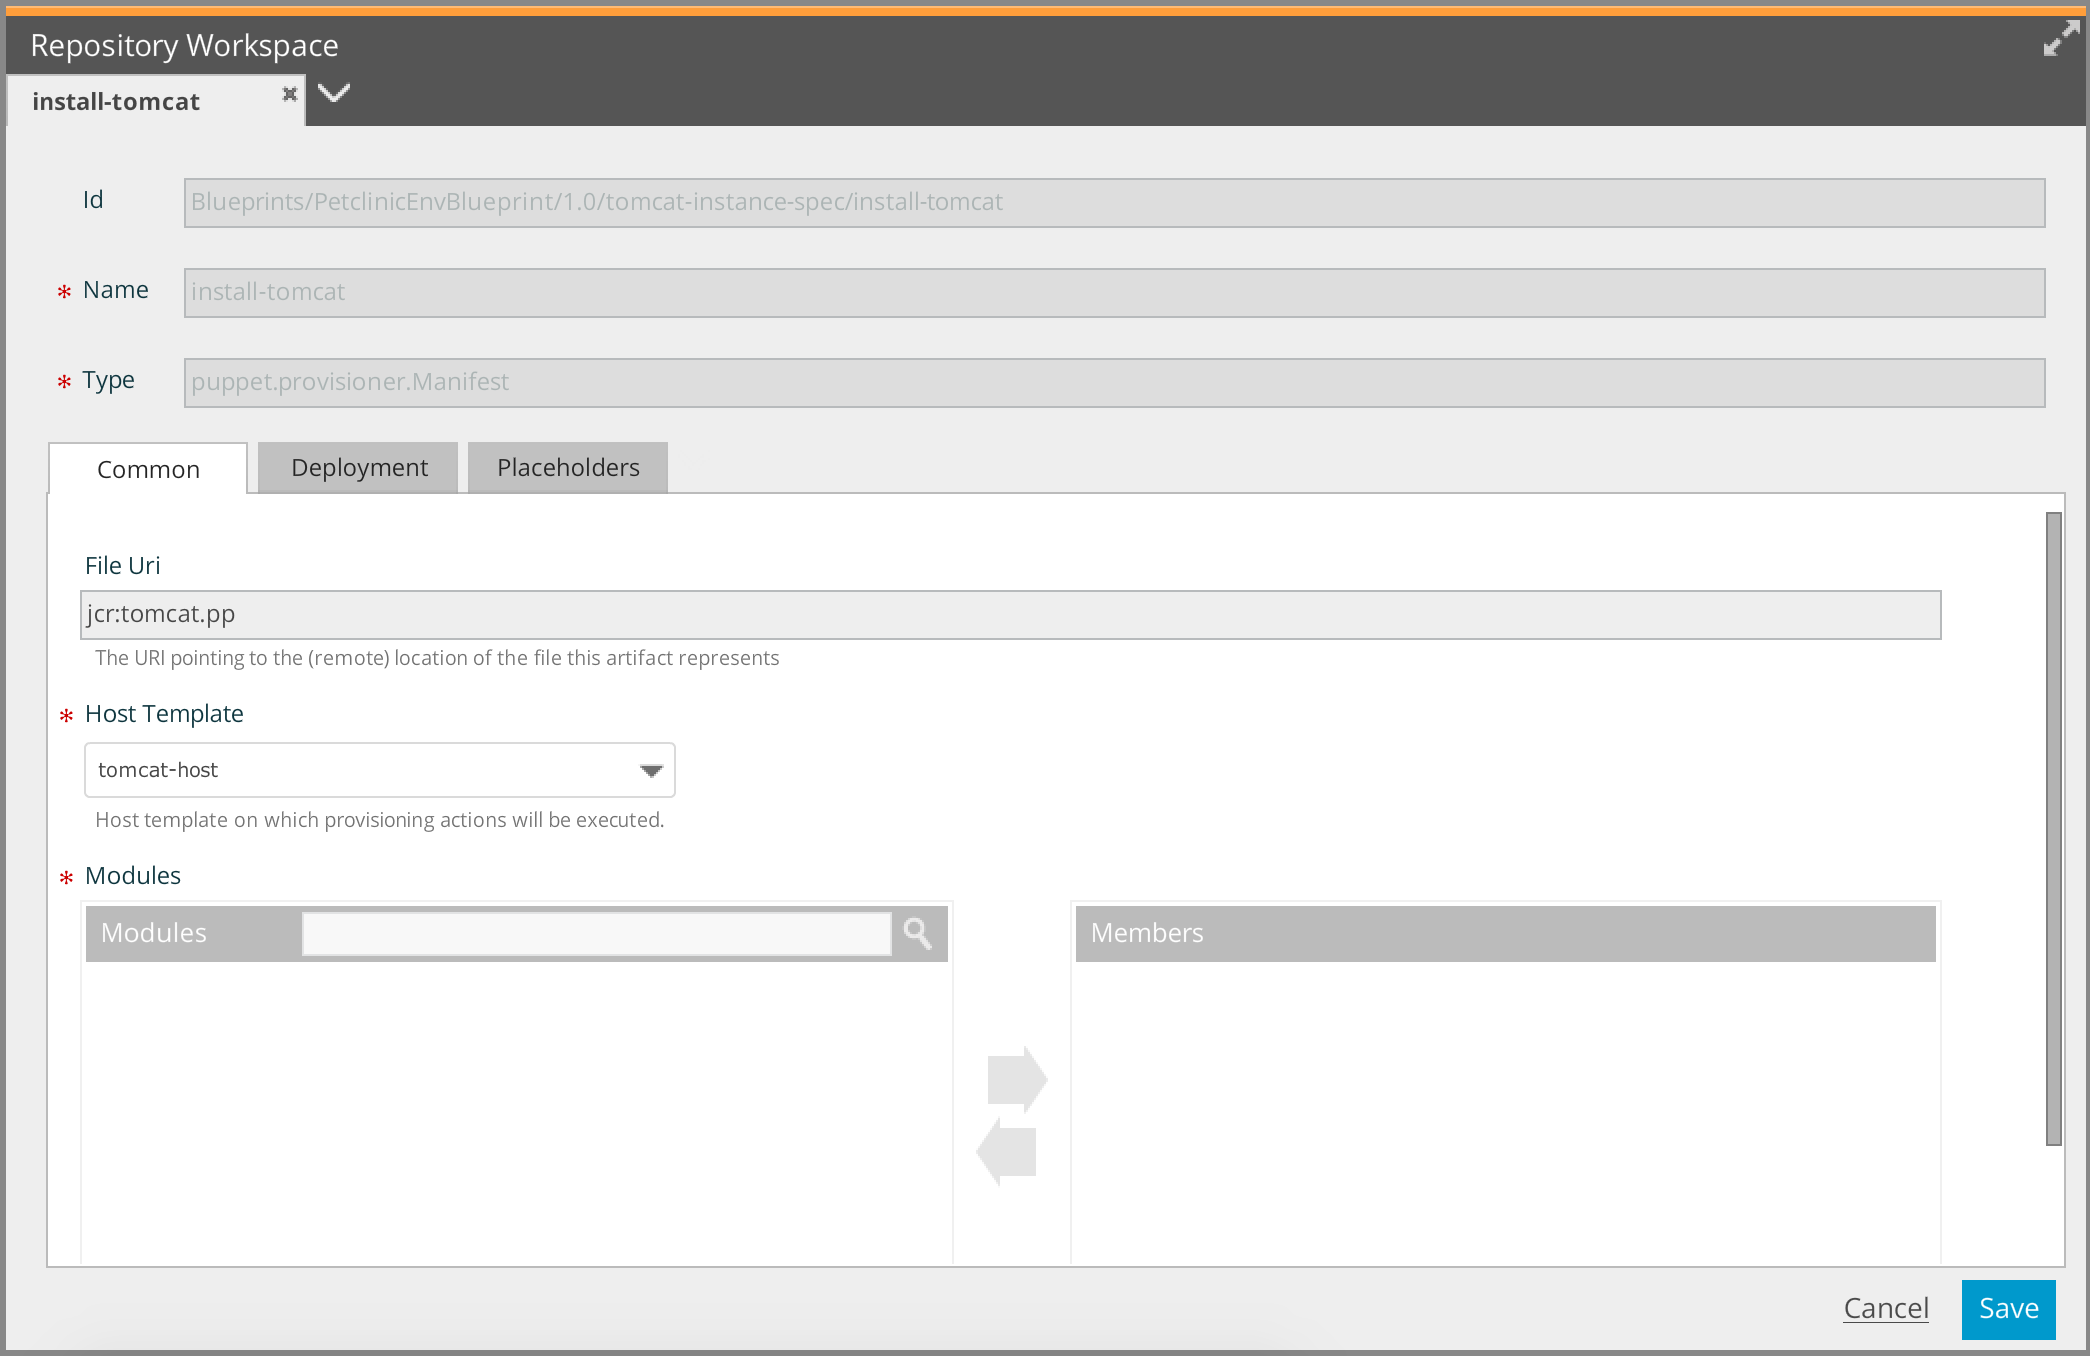 Repository Workspace
install-tomcat
Id
Blueprints/PetclinicEnvBlueprint/1.0/tomcat-instance-spec/install-tomcat
* Name
install-tomcat
* Type
puppet.provisioner.Manifest
Common
Deployment
Placeholders
File Uri
jcr:tomcat.pp
The URI pointing to the (remote) location of the file this artifact represents
* Host Template
tomcat-host
Host template on which provisioning actions will be executed.
* Modules
Modules
Members
Cancel
Save